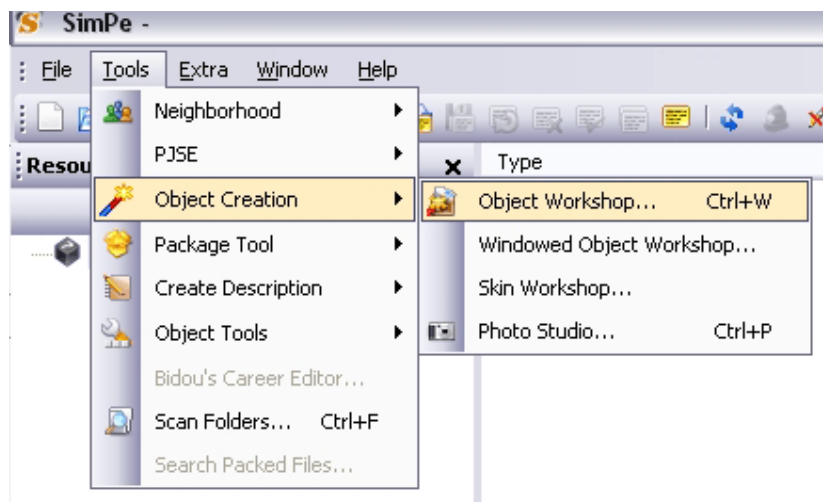 SimPe -
File Tools Extra Window Help
Neighborhood
PJSE
Resou Type
Object Creation
Object Workshop... Ctrl+W
Package Tool
Windowed Object Workshop...
Create Description
Skin Workshop...
Object Tools
Photo Studio... Ctrl+P
Bidou's Career Editor...
Scan Folders... Ctrl+F
Search Packed Files...